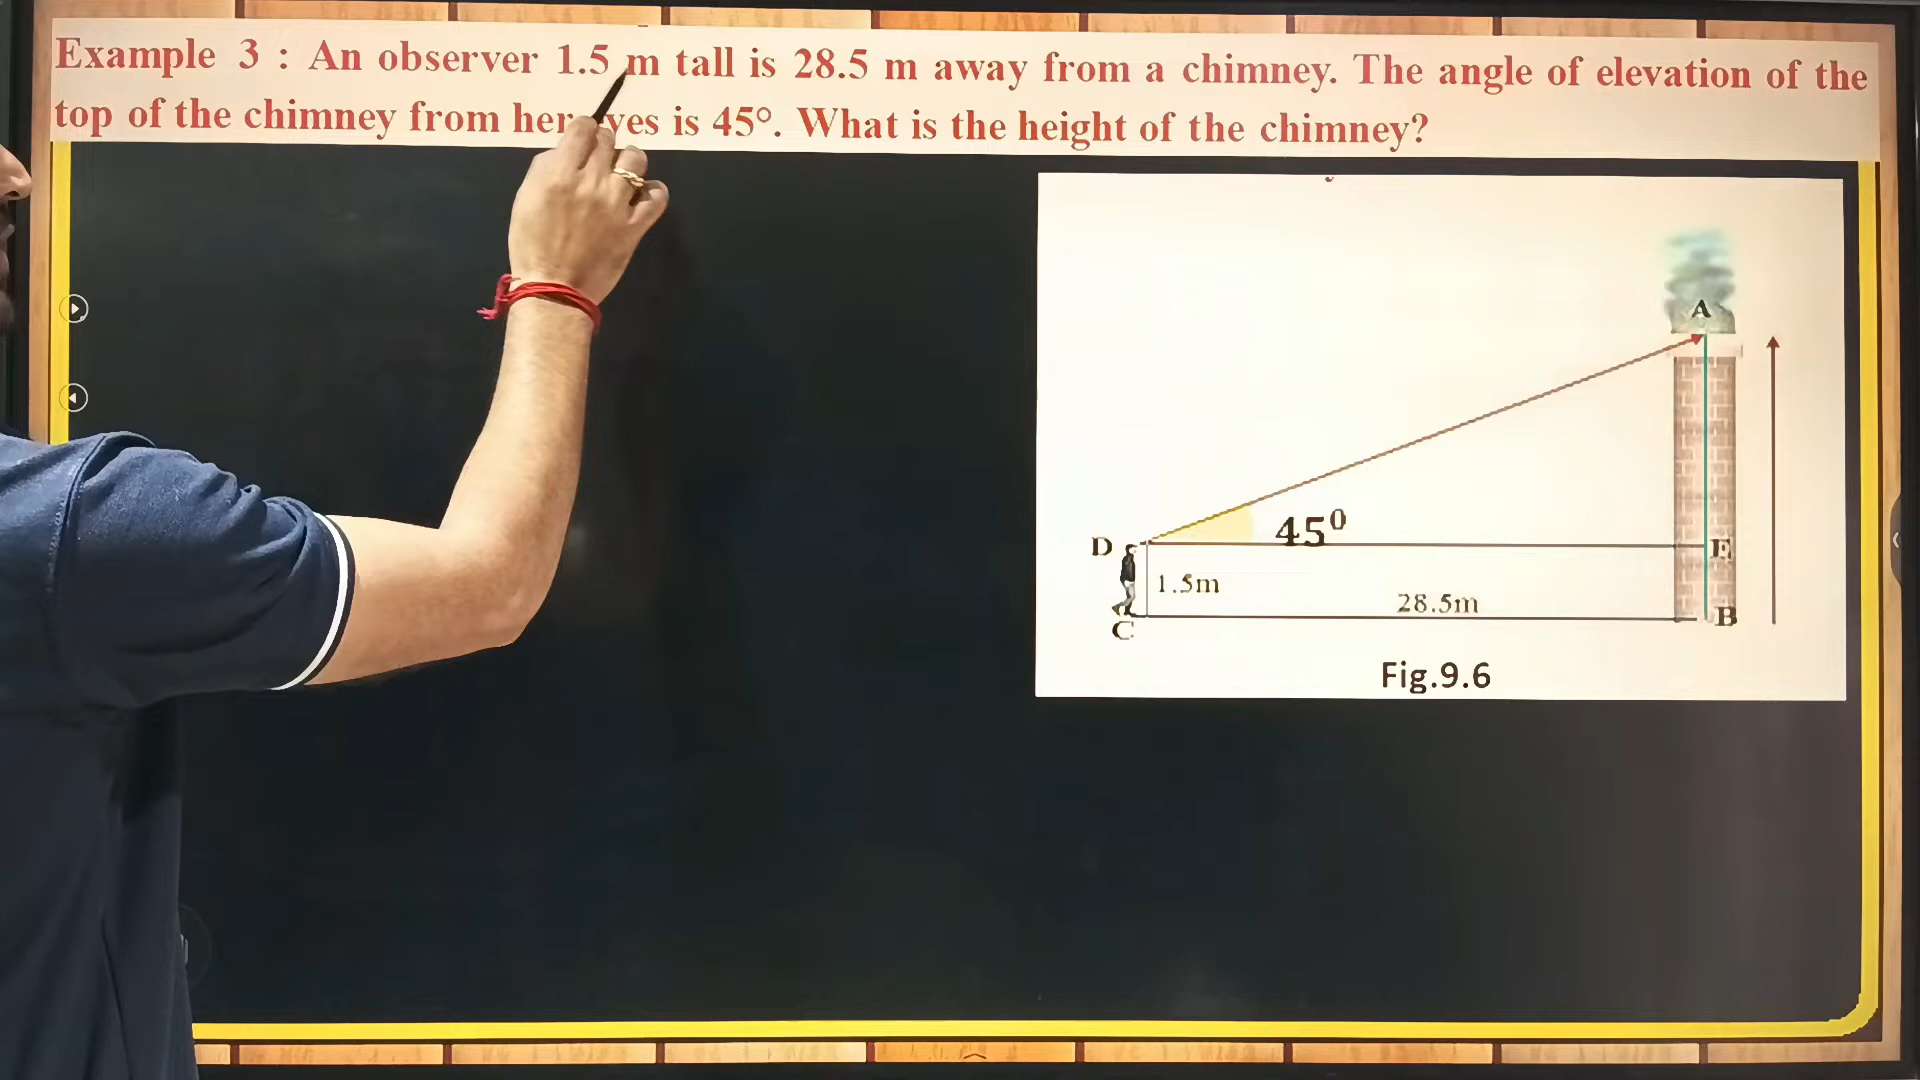 Example 3 : An observer 1.5 m tall is 28.5 m away from a chimney. The angle of elevation of the
top of the chimney from her yes is 45°. What is the height of the chimney?
A
45⁰
D
E
1.5m
28.5m
C
B
Fig.9.6